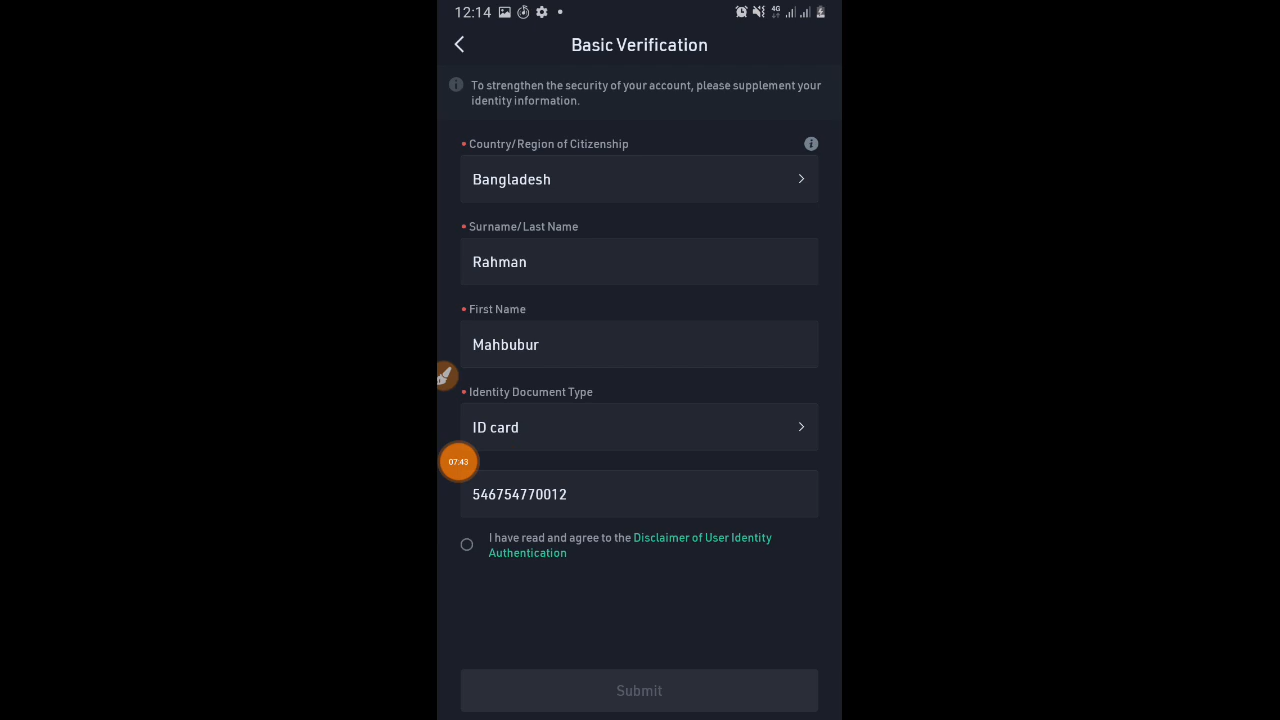 12:14
4G
Basic Verification
To strengthen the security of your account, please supplement your
identity information.
Country/Region of Citizenship
Bangladesh
Surname/Last Name
Rahman
First Name
Mahbubur
Identity Document Type
ID card
07:43
546754770012
I have read and agree to the Disclaimer of User Identity
Authentication
Submit